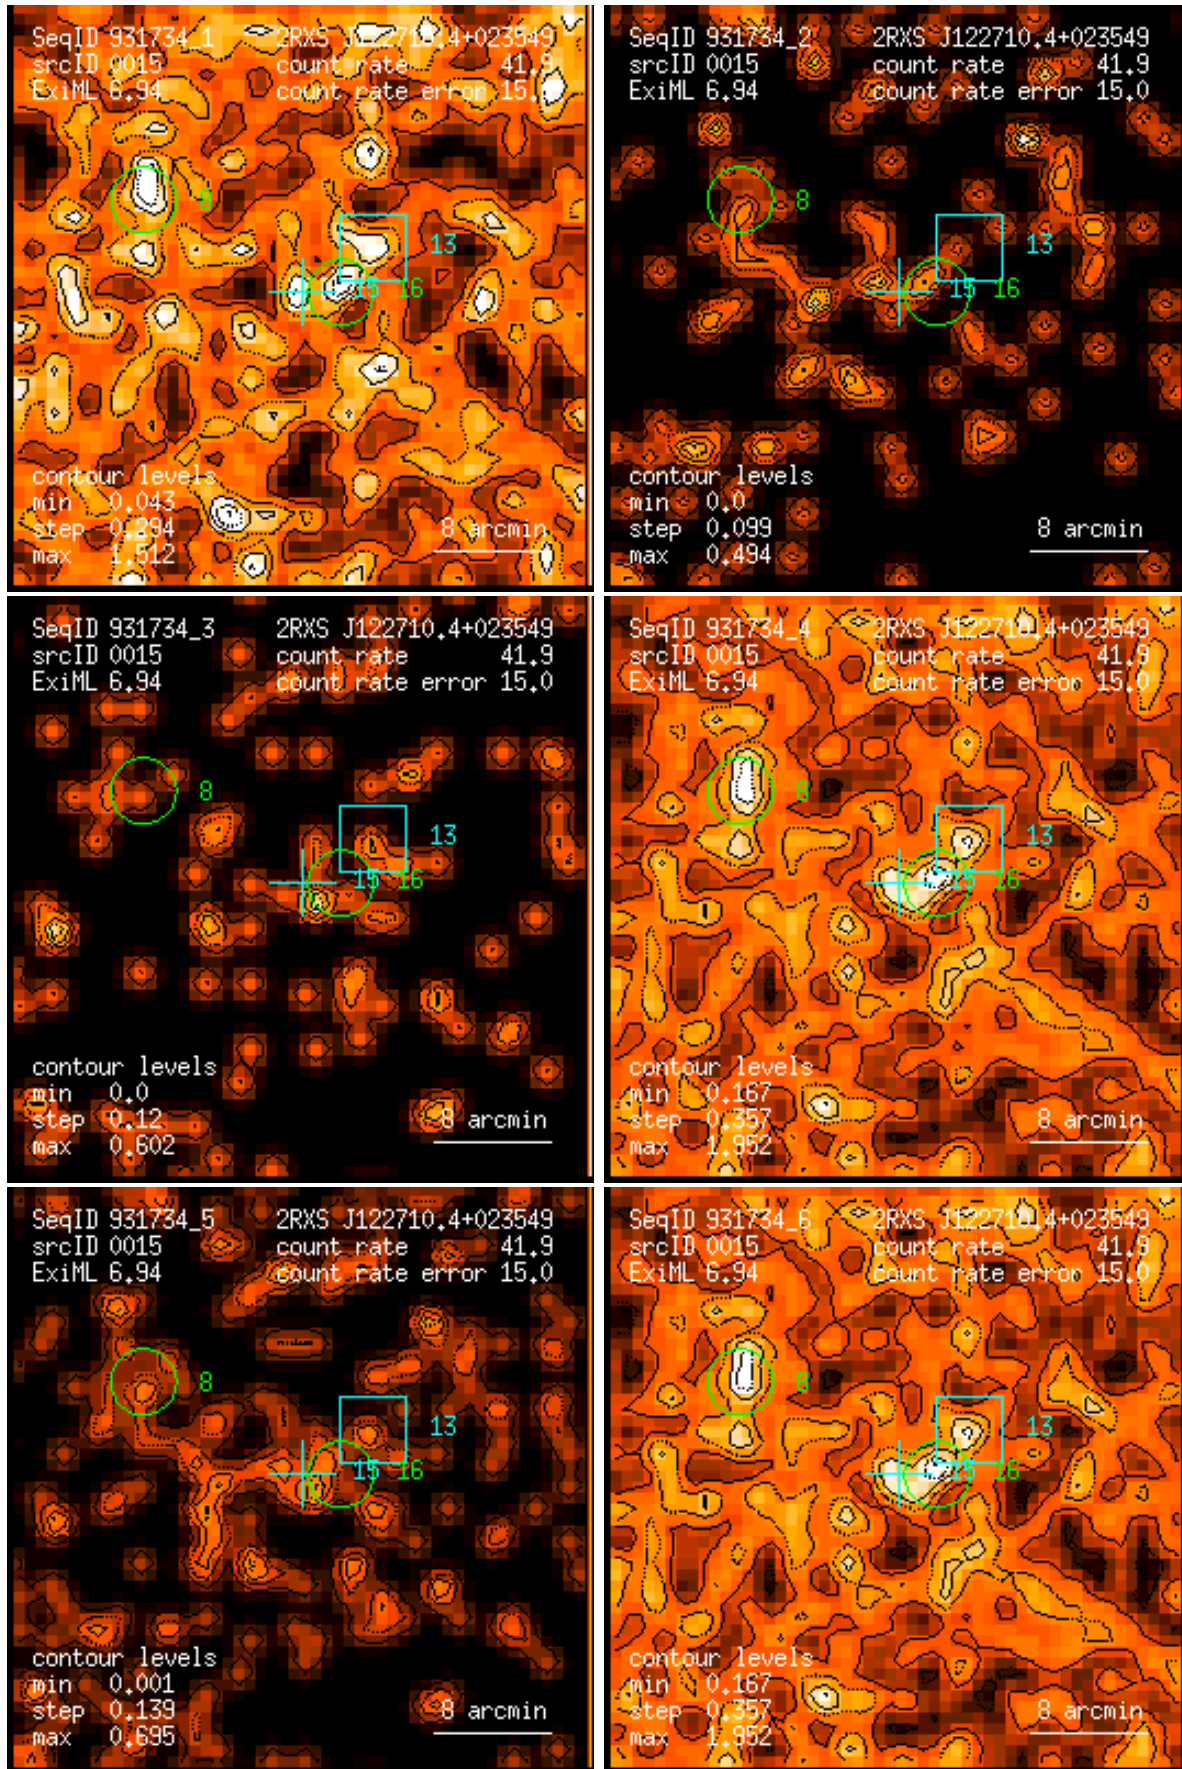 SeqID 931734_1 2RXS J122710.4+023549
srcID 0015 count rate 41.9
ExiML 6.94 count rate error 15.0
8
13
15 16
contour levels
min 0.043
step 0.294 8 arcmin
max 1.512
SeqID 931734_2 2RXS J122710.4+023549
srcID 0015 count rate 41.9
ExiML 6.94 count rate error 15.0
8
13
15 16
contour levels
min 0.0
step 0.099 8 arcmin
max 0.494
SeqID 931734_3 2RXS J122710.4+023549
srcID 0015 count rate 41.9
ExiML 6.94 count rate error 15.0
8
13
15 16
contour levels
min 0.0
step 0.12 8 arcmin
max 0.602
SeqID 931734_4 2RXS J122710.4+023549
srcID 0015 count rate 41.9
ExiML 6.94 count rate error 15.0
8
13
15 16
contour levels
min 0.167
step 0.357 8 arcmin
max 1.952
SeqID 931734_5 2RXS J122710.4+023549
srcID 0015 count rate 41.9
ExiML 6.94 count rate error 15.0
8
13
15 16
contour levels
min 0.001
step 0.139 8 arcmin
max 0.695
SeqID 931734_6 2RXS J122710.4+023549
srcID 0015 count rate 41.9
ExiML 6.94 count rate error 15.0
8
13
15 16
contour levels
min 0.167
step 0.357 8 arcmin
max 1.952